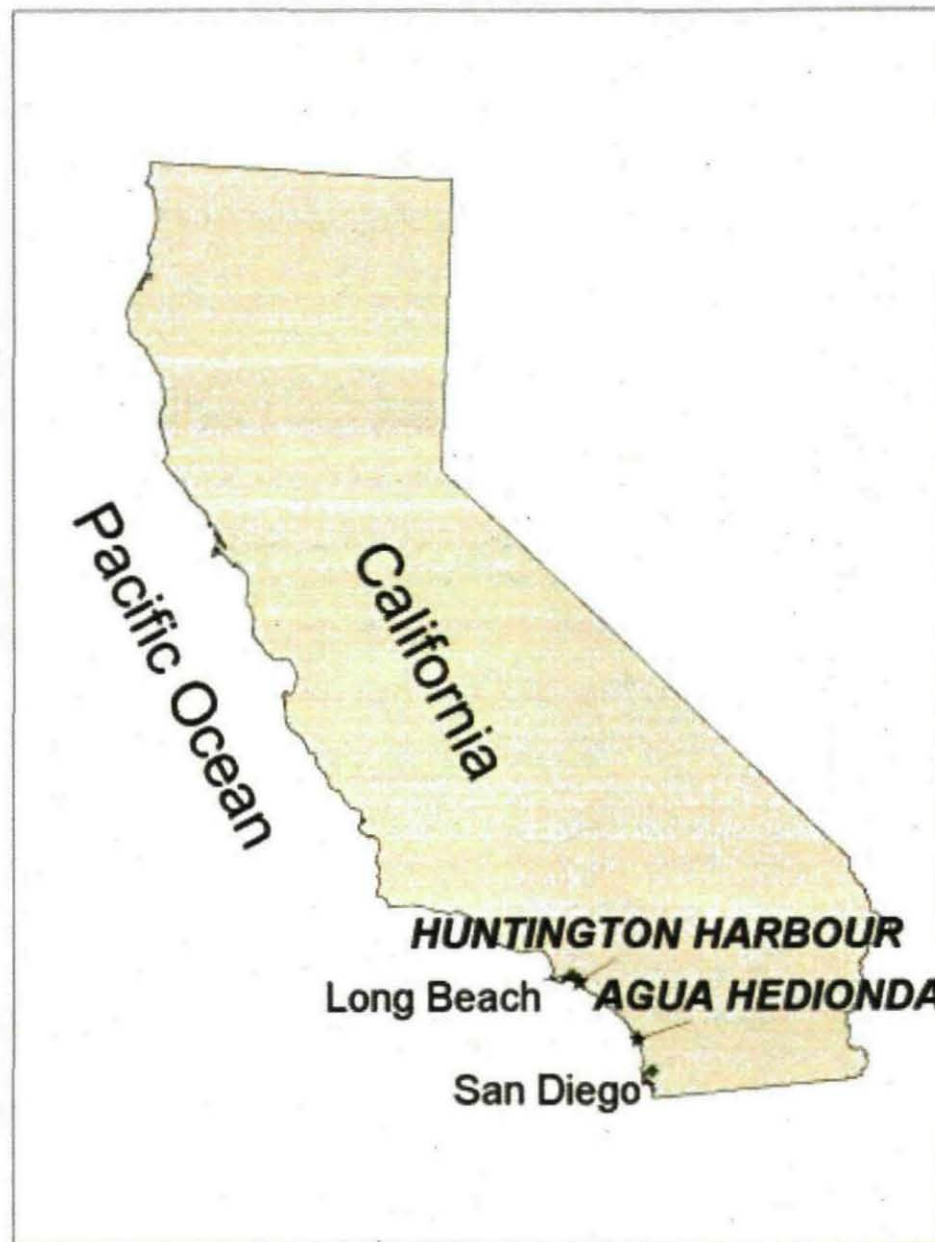 Pacific Ocean
California
HUNTINGTON HARBOUR
Long Beach
AGUA HEDIONDA
San Diego